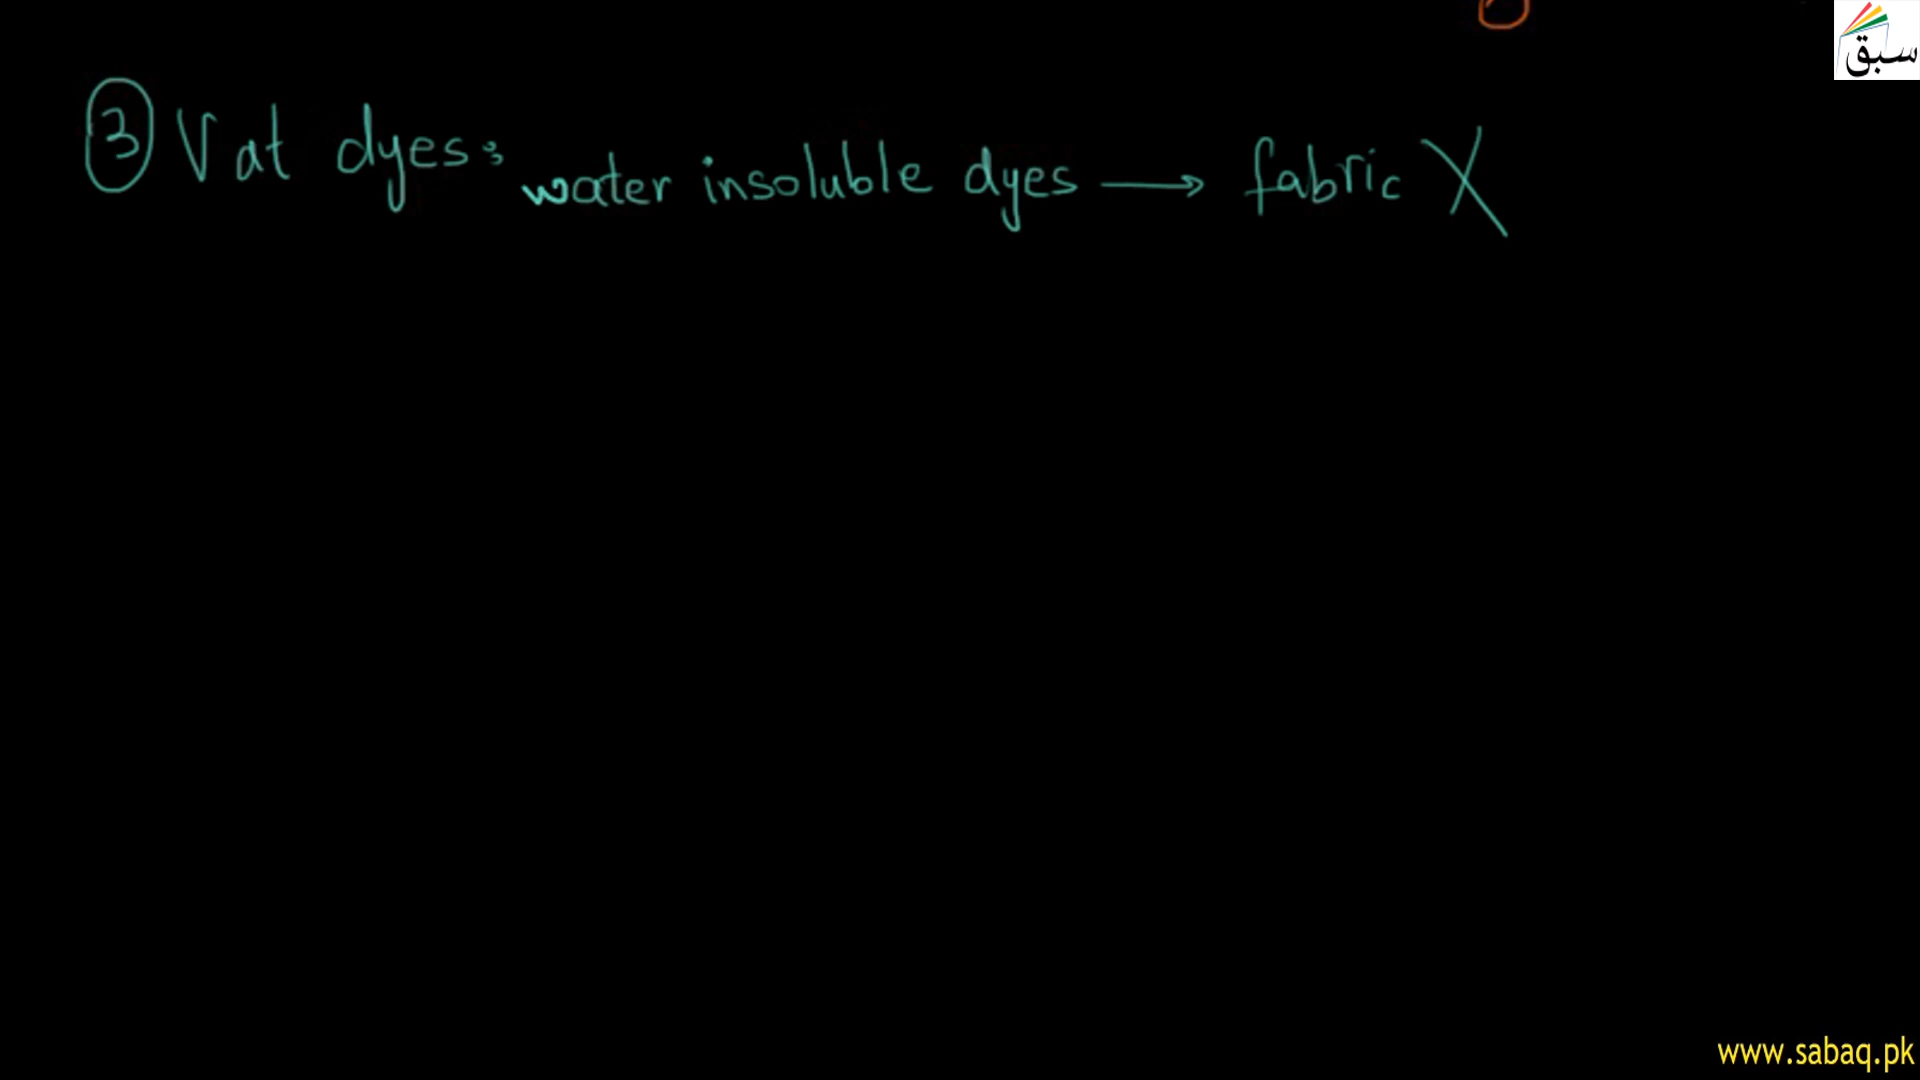 سبق
③ Vat dyes: water insoluble dyes → fabric X
www.sabaq.pk